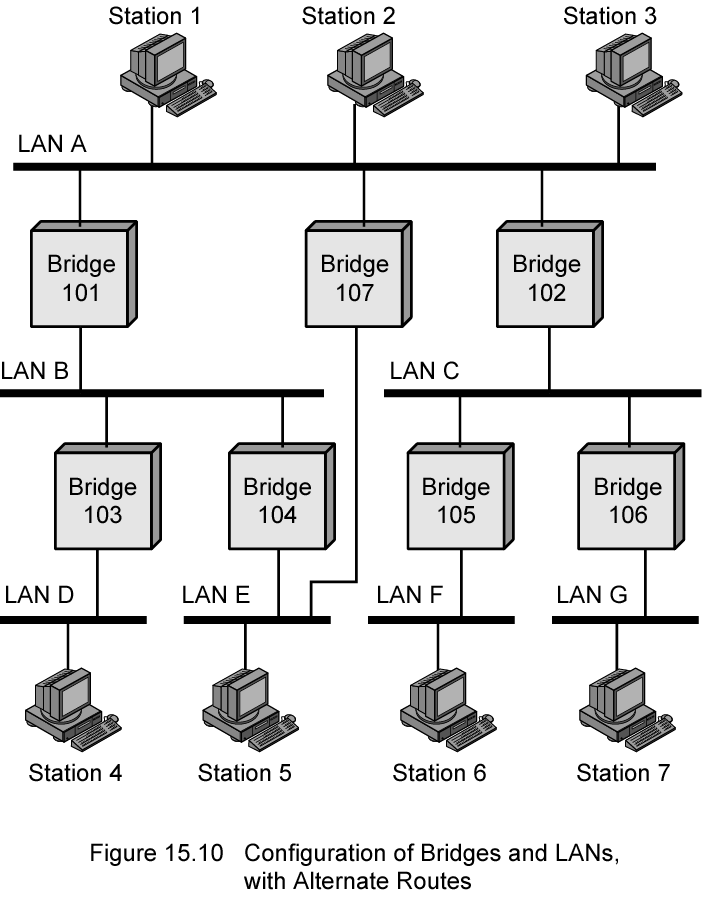 Station 1
Station 2
Station 3
LAN A
Bridge
101
Bridge
107
Bridge
102
LAN B
LAN C
Bridge
103
Bridge
104
Bridge
105
Bridge
106
LAN D
LAN E
LAN F
LAN G
Station 4
Station 5
Station 6
Station 7
Figure 15.10 Configuration of Bridges and LANs,
with Alternate Routes